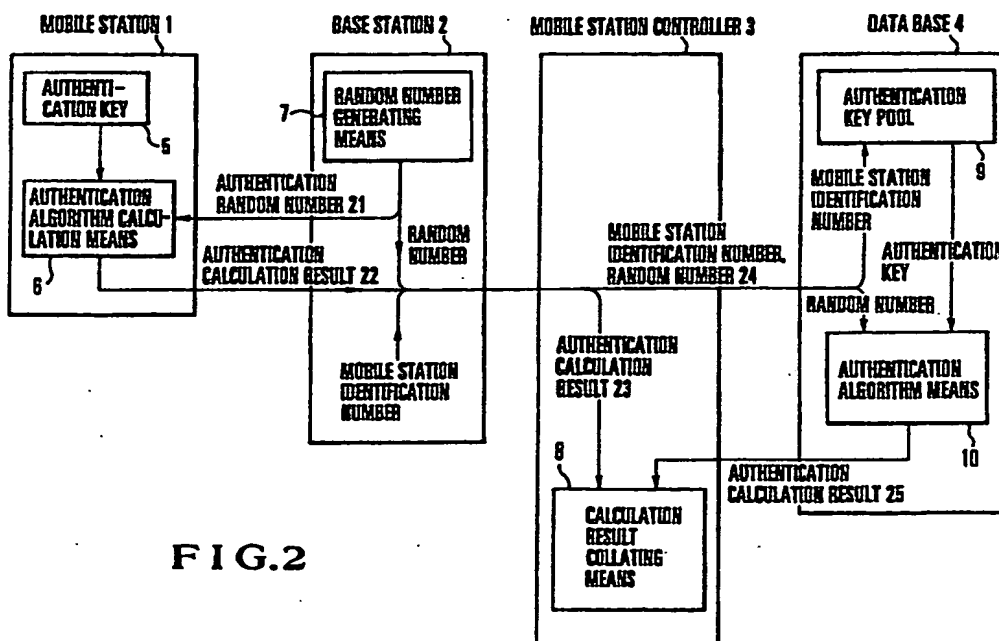 MOBILE STATION 1
BASE STATION 2
MOBILE STATION CONTROLLER 3
DATA BASE 4
AUTHENTI-
CATION KEY
5
AUTHENTICATION
ALGORITHM CALCU-
LATION MEANS
6
7
RANDOM NUMBER
GENERATING
MEANS
AUTHENTICATION
RANDOM NUMBER 21
RANDOM
NUMBER
AUTHENTICATION
CALCULATION RESULT 22
MOBILE STATION
IDENTIFICATION
NUMBER
MOBILE STATION
IDENTIFICATION NUMBER,
RANDOM NUMBER 24
AUTHENTICATION
CALCULATION
RESULT 23
8
CALCULATION
RESULT
COLLATING
MEANS
AUTHENTICATION
KEY POOL
9
MOBILE STATION
IDENTIFICATION
NUMBER
AUTHENTICATION
KEY
RANDOM NUMBER
AUTHENTICATION
ALGORITHM MEANS
10
AUTHENTICATION
CALCULATION RESULT 25
FIG.2